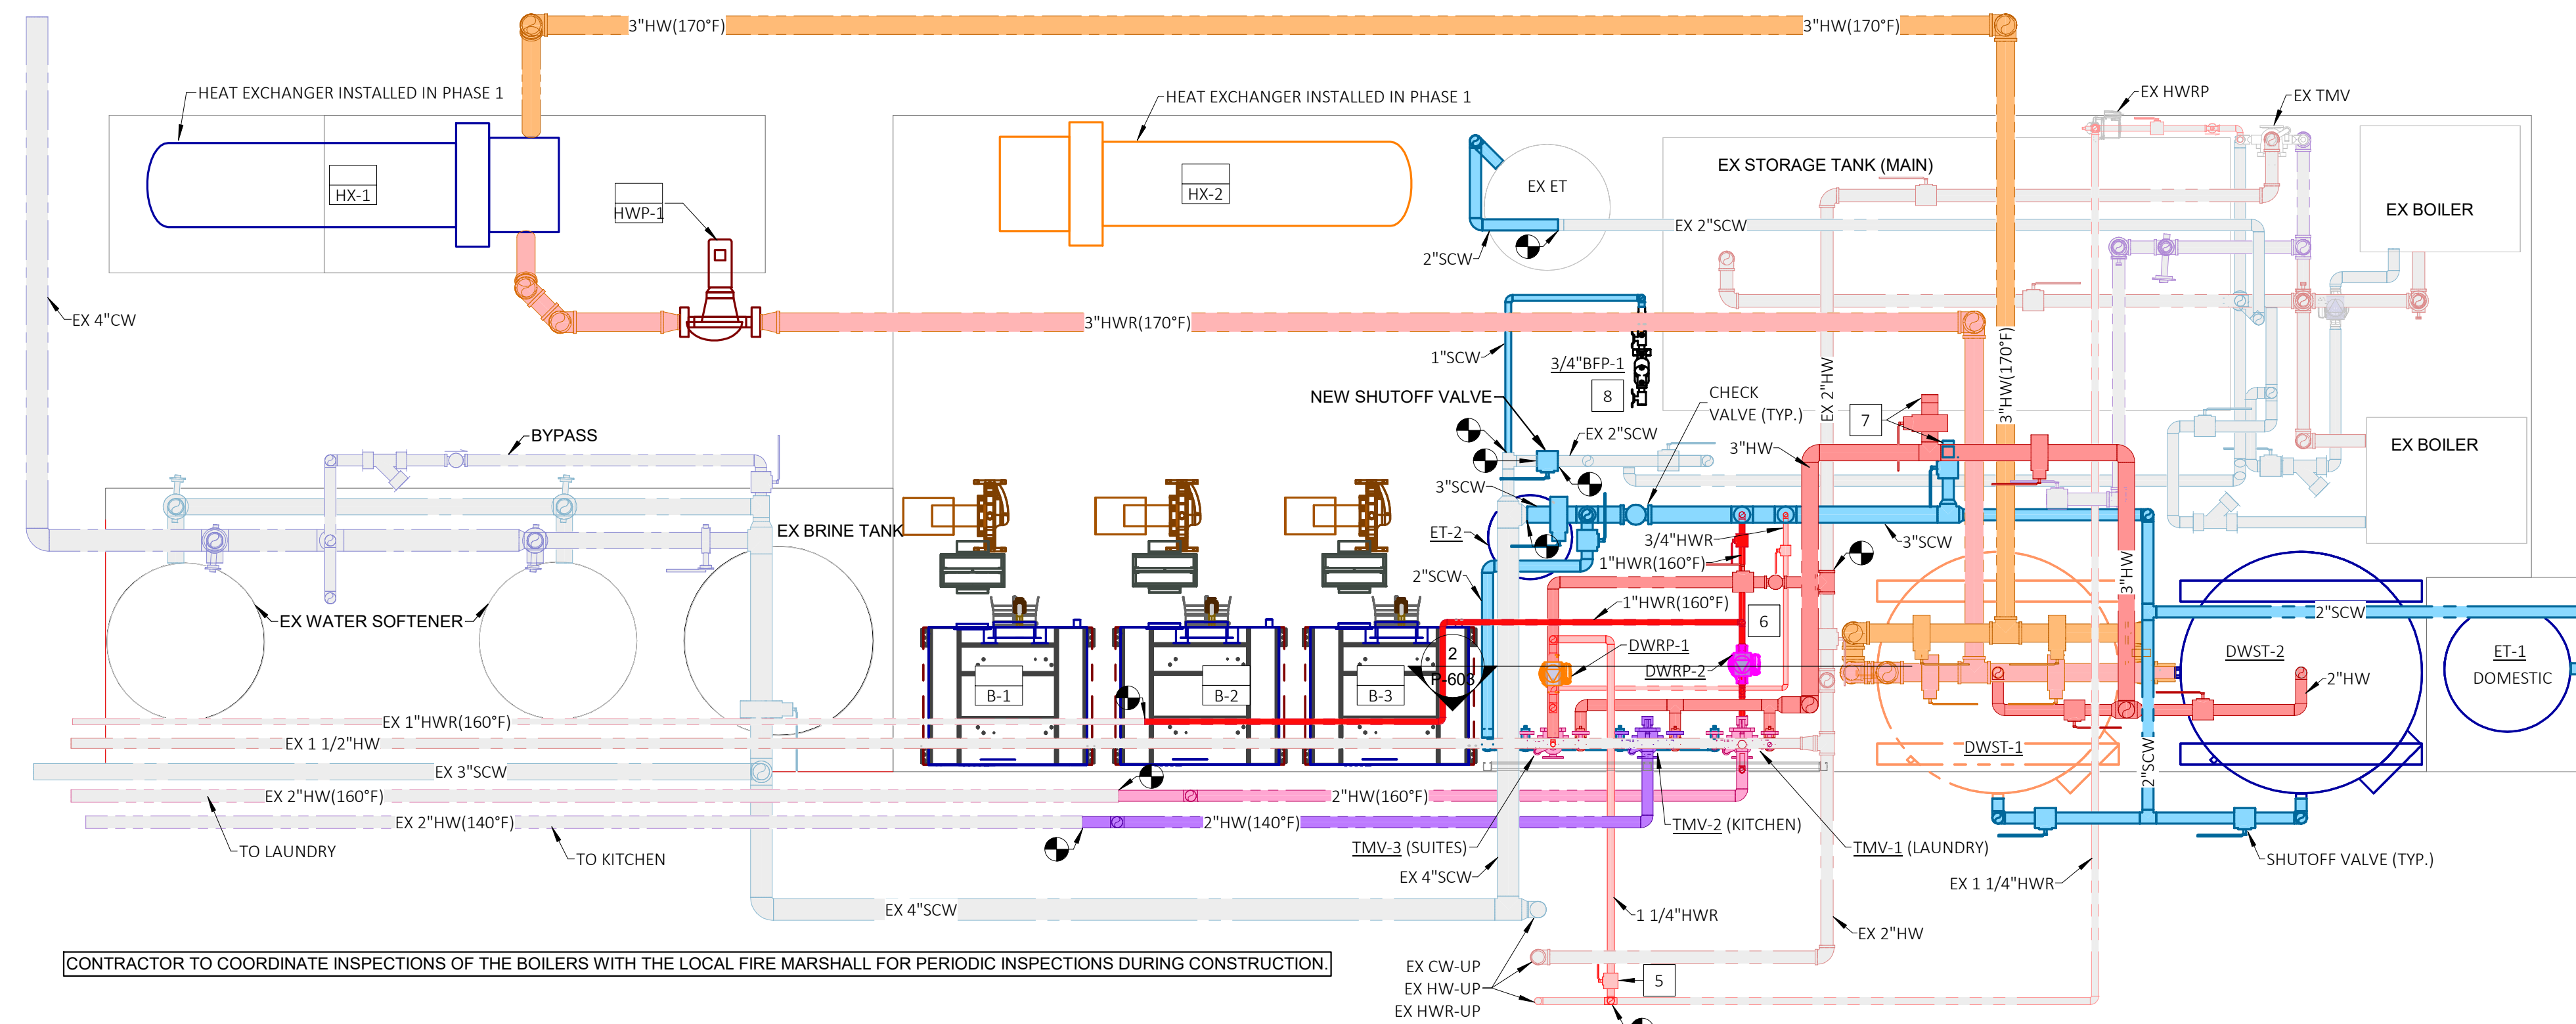 3"HW(170°F)
3"HW(170°F)
HEAT EXCHANGER INSTALLED IN PHASE 1
HEAT EXCHANGER INSTALLED IN PHASE 1
EX HWRP
EX TMV
HX-1
HWP-1
HX-2
EX ET
EX STORAGE TANK (MAIN)
EX BOILER
EX 2"SCW
2"SCW
EX 4"CW
3"HWR(170°F)
3"HW(170°F)
1"SCW
3/4"BFP-1
8
EX 2"HW
NEW SHUTOFF VALVE
CHECK
VALVE (TYP.)
7
BYPASS
EX 2"SCW
3"HW
EX BOILER
3"SCW
EX BRINE TANK
ET-2
3/4"HWR
3"SCW
1"HWR(160°F)
2"SCW
3"HW
1"HWR(160°F)
2"SCW
EX WATER SOFTENER
6
2
P-603
DWRP-1
DWRP-2
DWST-2
ET-1
DOMESTIC
2"HW
B-1
B-2
B-3
EX 1"HWR(160°F)
EX 1 1/2"HW
DWST-1
2"SCW
EX 3"SCW
EX 2"HW(160°F)
2"HW(160°F)
EX 2"HW(140°F)
2"HW(140°F)
TMV-2 (KITCHEN)
TO LAUNDRY
TO KITCHEN
TMV-3 (SUITES)
TMV-1 (LAUNDRY)
SHUTOFF VALVE (TYP.)
EX 4"SCW
EX 1 1/4"HWR
EX 4"SCW
1 1/4"HWR
EX 2"HW
CONTRACTOR TO COORDINATE INSPECTIONS OF THE BOILERS WITH THE LOCAL FIRE MARSHALL FOR PERIODIC INSPECTIONS DURING CONSTRUCTION.
EX CW-UP
EX HW-UP
EX HWR-UP
5